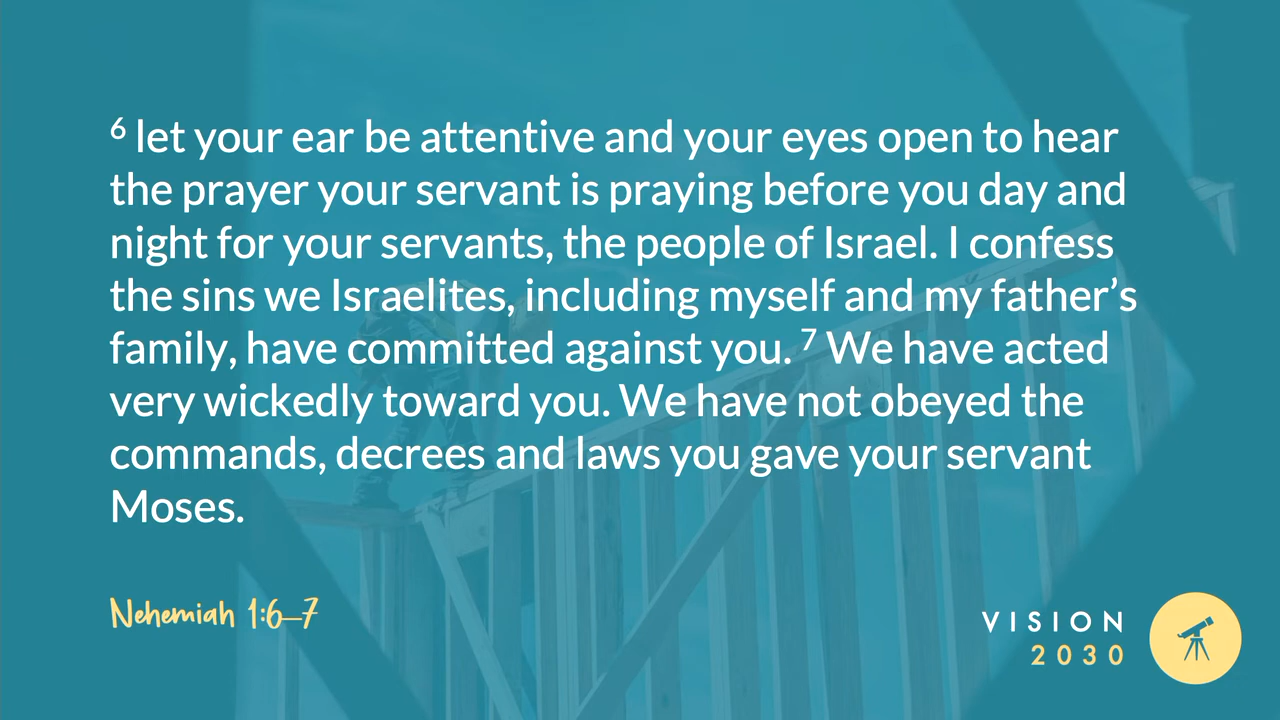 ⁶ let your ear be attentive and your eyes open to hear
the prayer your servant is praying before you day and
night for your servants, the people of Israel. I confess
the sins we Israelites, including myself and my father’s
family, have committed against you. ⁷ We have acted
very wickedly toward you. We have not obeyed the
commands, decrees and laws you gave your servant
Moses.
Nehemiah 1:6–7
VISION
2030